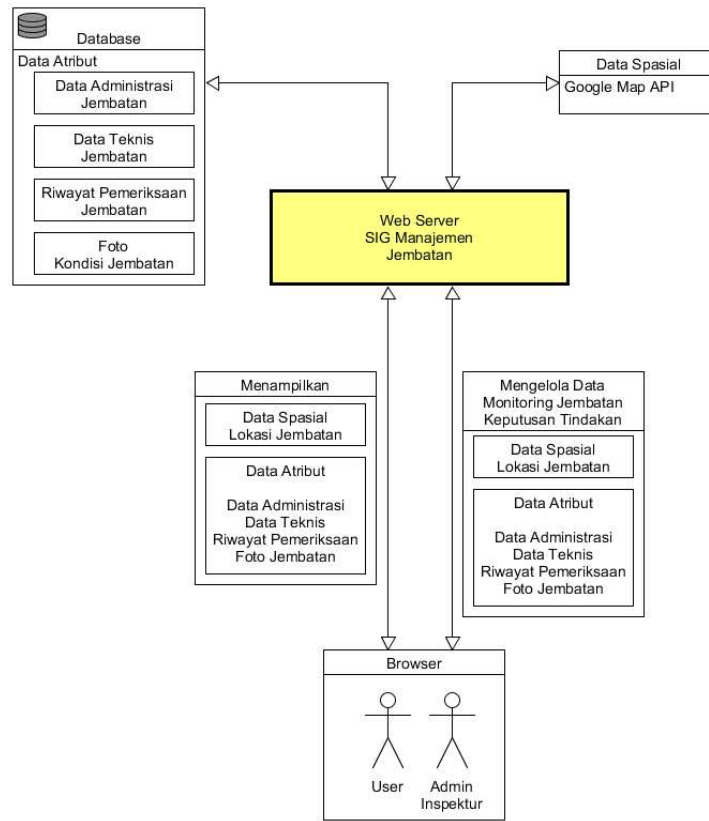 Database
Data Atribut
Data Administrasi
Jembatan
Data Teknis
Jembatan
Riwayat Pemeriksaan
Jembatan
Foto
Kondisi Jembatan
Data Spasial
Google Map API
Web Server
SIG Manajemen
Jembatan
Menampilkan
Data Spasial
Lokasi Jembatan
Data Atribut
Data Administrasi
Data Teknis
Riwayat Pemeriksaan
Foto Jembatan
Mengelola Data
Monitoring Jembatan
Keputusan Tindakan
Data Spasial
Lokasi Jembatan
Data Atribut
Data Administrasi
Data Teknis
Riwayat Pemeriksaan
Foto Jembatan
Browser
User
Admin
Inspektur